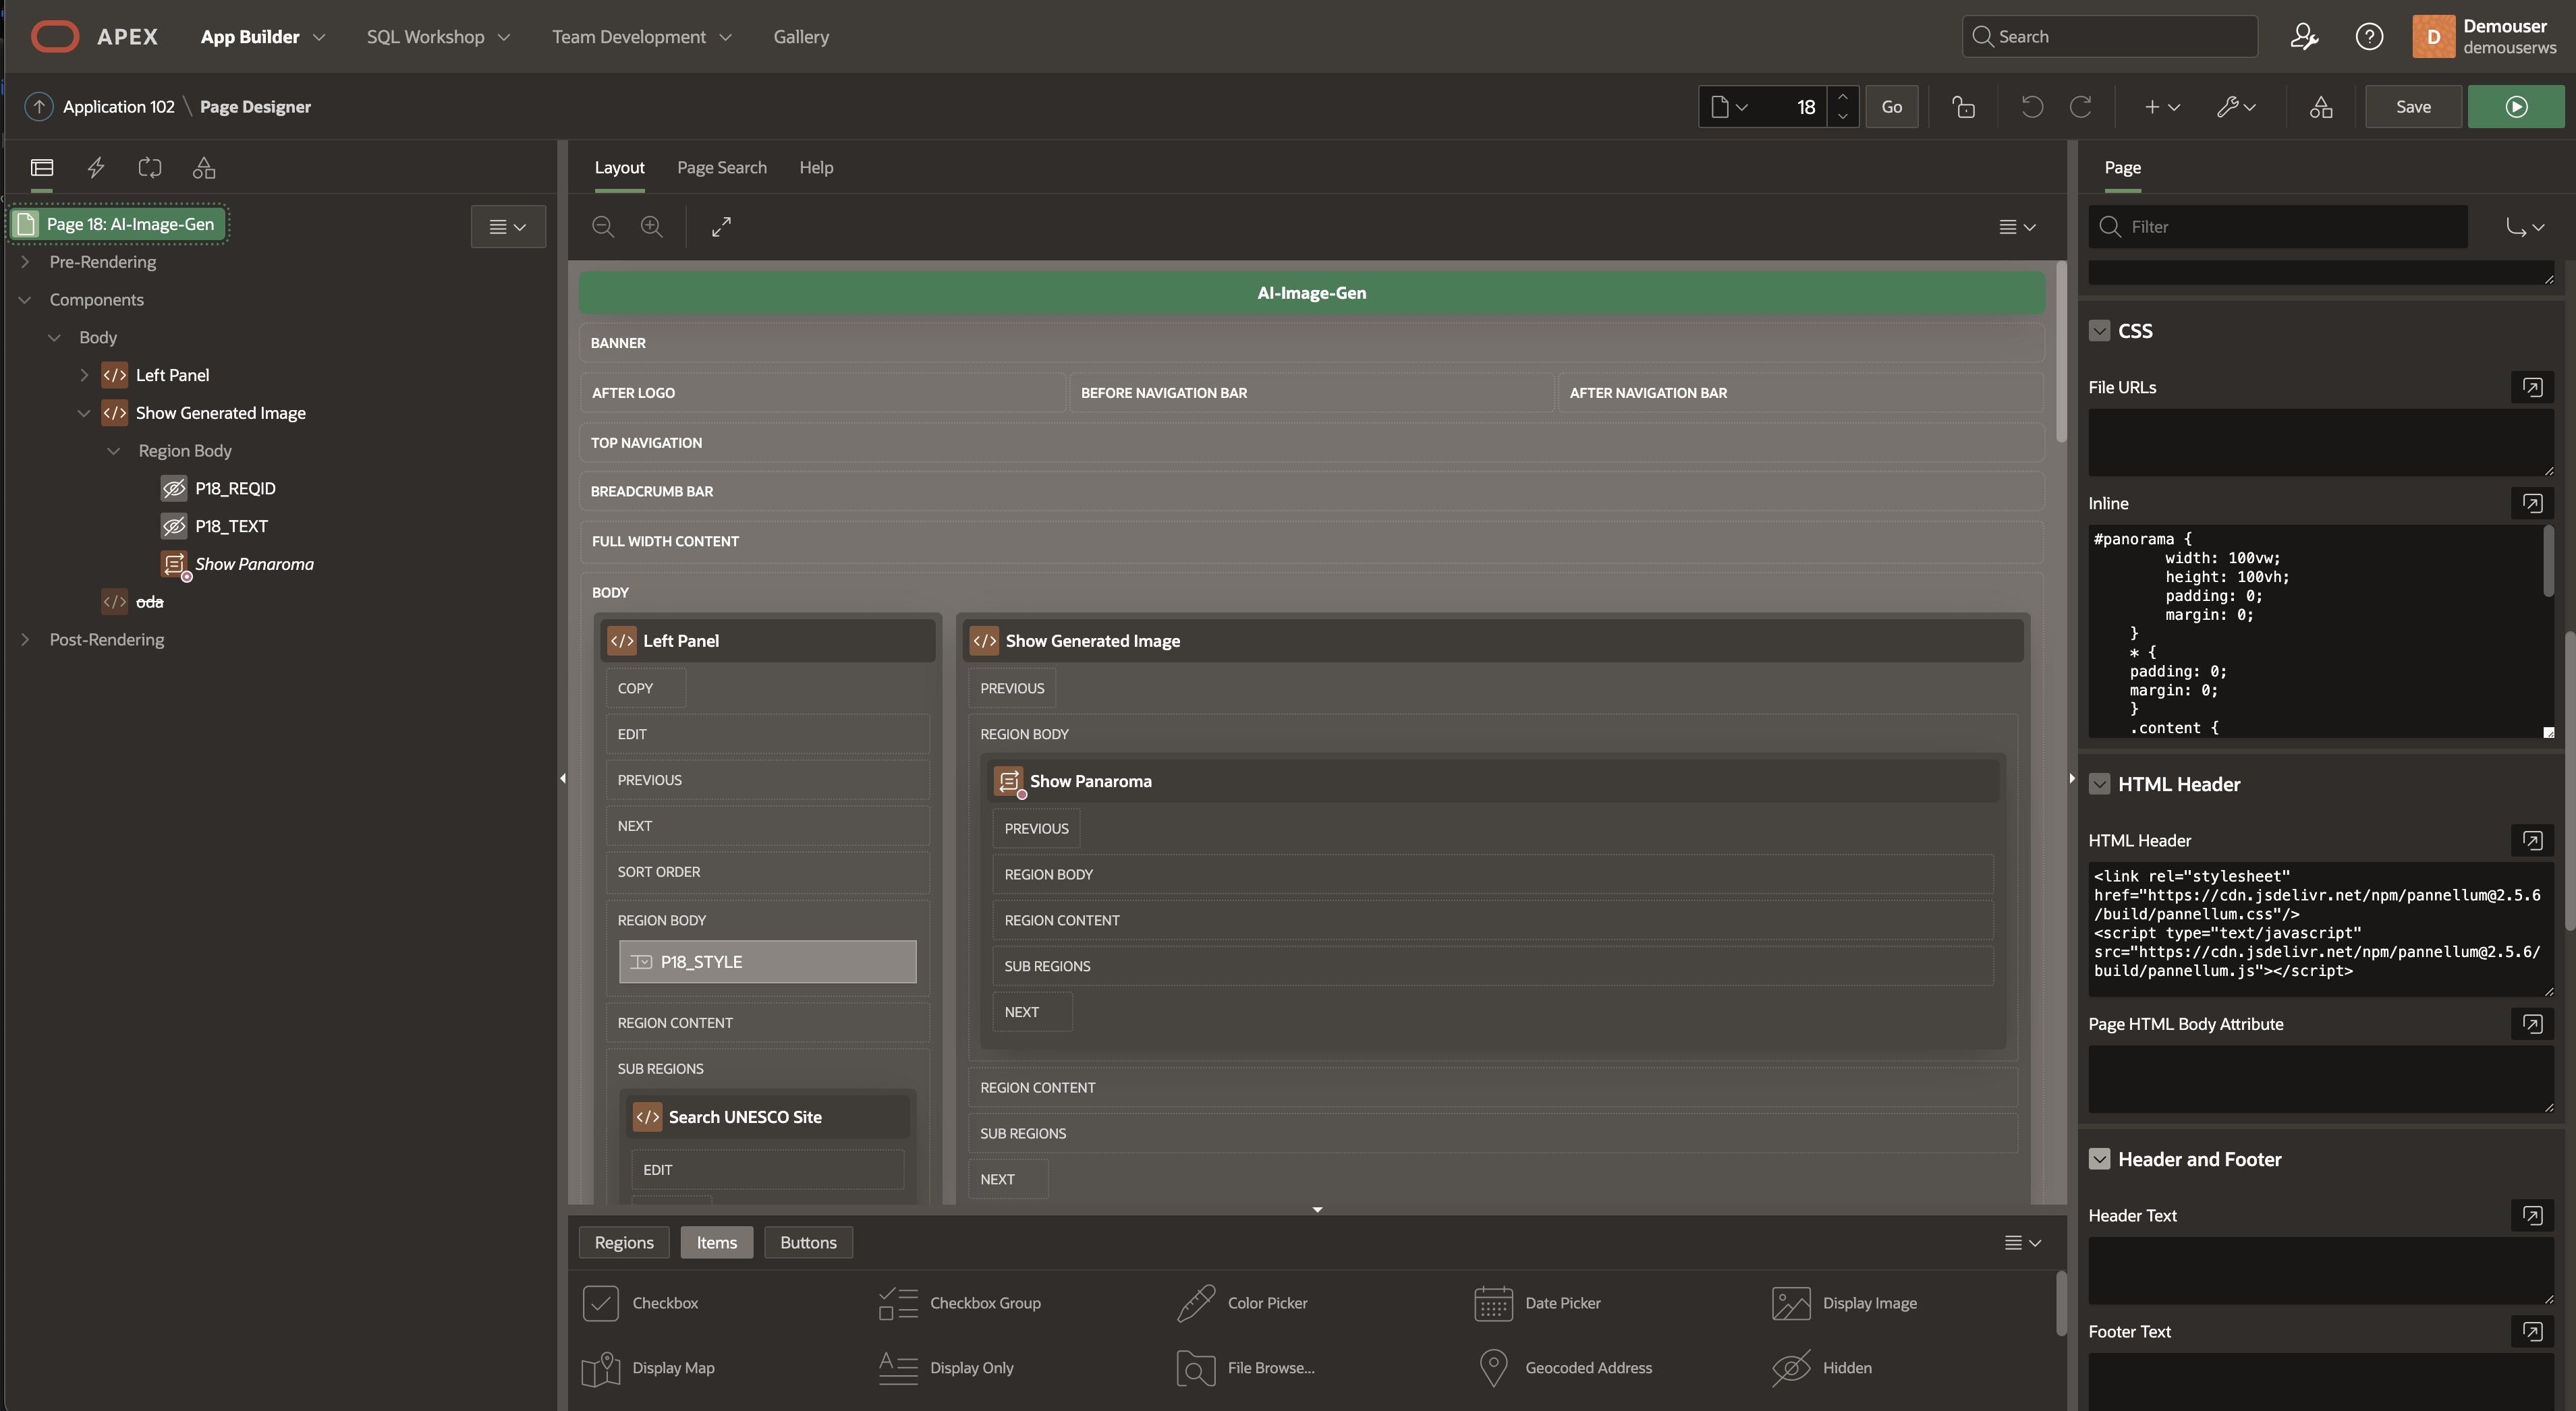 APEX
App Builder
SQL Workshop
Team Development
Gallery
Search
D
Demouser
demouserws
Application 102 \ Page Designer
18
Go
Save
Page 18: AI-Image-Gen
Pre-Rendering
Components
Body
Left Panel
Show Generated Image
Region Body
P18_REQID
P18_TEXT
Show Panaroma
oda
Post-Rendering
Layout
Page Search
Help
AI-Image-Gen
BANNER
AFTER LOGO
BEFORE NAVIGATION BAR
AFTER NAVIGATION BAR
TOP NAVIGATION
BREADCRUMB BAR
FULL WIDTH CONTENT
BODY
Left Panel
COPY
EDIT
PREVIOUS
NEXT
SORT ORDER
REGION BODY
P18_STYLE
REGION CONTENT
SUB REGIONS
Search UNESCO Site
EDIT
Show Generated Image
PREVIOUS
REGION BODY
Show Panaroma
PREVIOUS
REGION BODY
REGION CONTENT
SUB REGIONS
NEXT
REGION CONTENT
SUB REGIONS
NEXT
Regions
Items
Buttons
Checkbox
Checkbox Group
Color Picker
Date Picker
Display Image
Display Map
Display Only
File Browse...
Geocoded Address
Hidden
Page
Filter
CSS
File URLs
Inline
#panorama {
width: 100vw;
height: 100vh;
padding: 0;
margin: 0;
}
* {
padding: 0;
margin: 0;
}
.content {
HTML Header
HTML Header
<link rel="stylesheet"
href="https://cdn.jsdelivr.net/npm/pannellum@2.5.6
/build/pannellum.css"/>
<script type="text/javascript"
src="https://cdn.jsdelivr.net/npm/pannellum@2.5.6/
build/pannellum.js"></script>
Page HTML Body Attribute
Header and Footer
Header Text
Footer Text